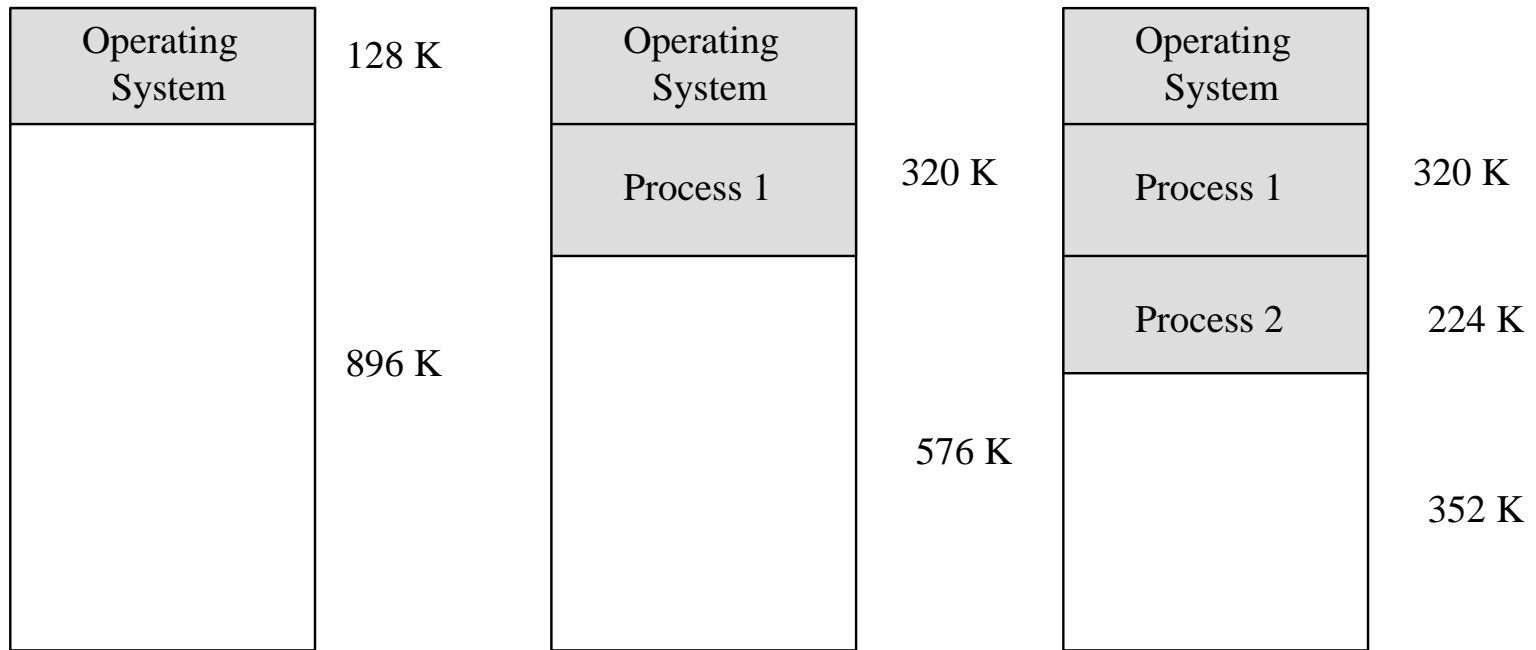 Operating
System
128 K
896 K
Operating
System
Process 1
320 K
576 K
Operating
System
Process 1
320 K
Process 2
224 K
352 K